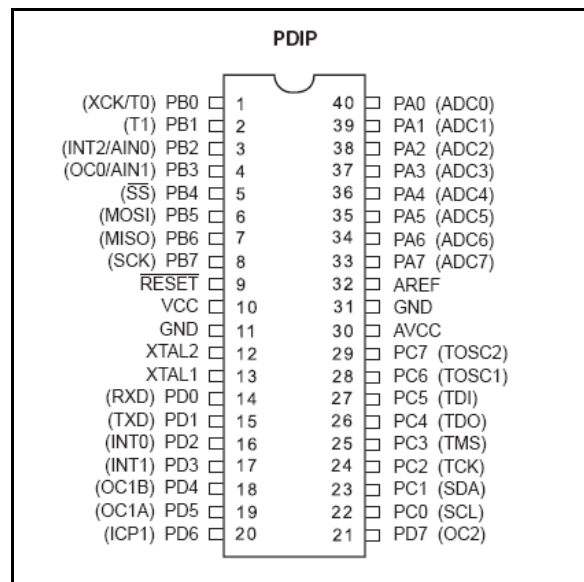 PDIP
(XCK/T0) PB0 1 40 PA0 (ADC0)
(T1) PB1 2 39 PA1 (ADC1)
(INT2/AIN0) PB2 3 38 PA2 (ADC2)
(OC0/AIN1) PB3 4 37 PA3 (ADC3)
(SS) PB4 5 36 PA4 (ADC4)
(MOSI) PB5 6 35 PA5 (ADC5)
(MISO) PB6 7 34 PA6 (ADC6)
(SCK) PB7 8 33 PA7 (ADC7)
RESET 9 32 AREF
VCC 10 31 GND
GND 11 30 AVCC
XTAL2 12 29 PC7 (TOSC2)
XTAL1 13 28 PC6 (TOSC1)
(RXD) PD0 14 27 PC5 (TDI)
(TXD) PD1 15 26 PC4 (TDO)
(INT0) PD2 16 25 PC3 (TMS)
(INT1) PD3 17 24 PC2 (TCK)
(OC1B) PD4 18 23 PC1 (SDA)
(OC1A) PD5 19 22 PC0 (SCL)
(ICP1) PD6 20 21 PD7 (OC2)